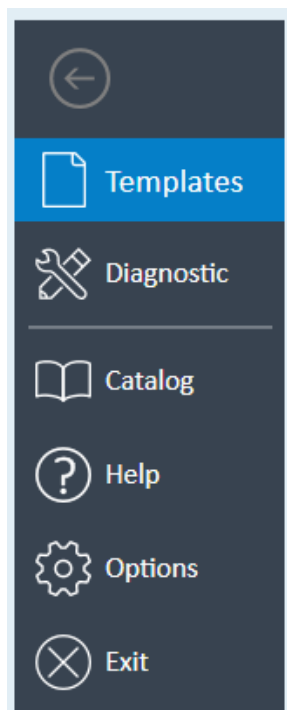 Templates
Diagnostic
Catalog
Help
Options
Exit